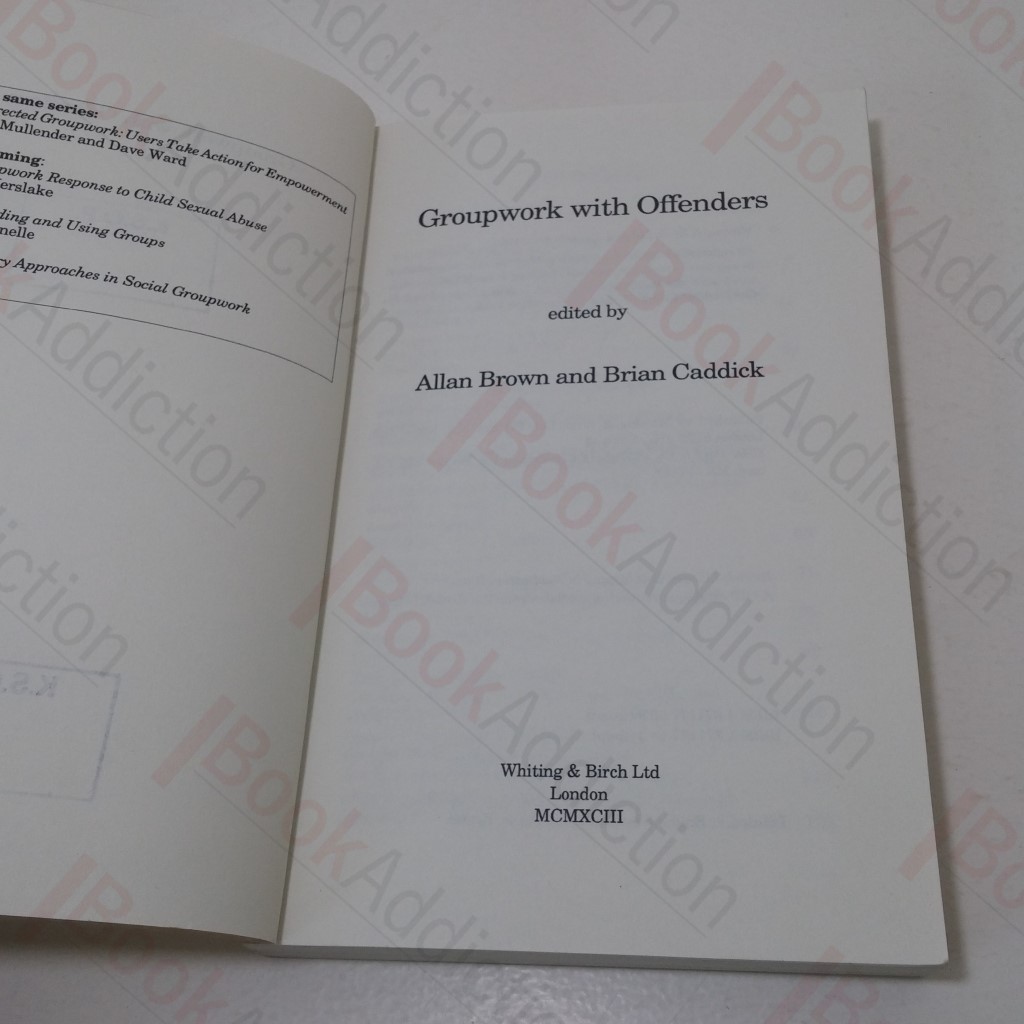 same series:
rected Groupwork: Users Take Action for Empowerment
Mullender and Dave Ward
ming:
pwork Response to Child Sexual Abuse
erslake
ding and Using Groups
nelle
y Approaches in Social Groupwork
Groupwork with Offenders
edited by
Allan Brown and Brian Caddick
Whiting & Birch Ltd
London
MCMXCIII
BookAddiction